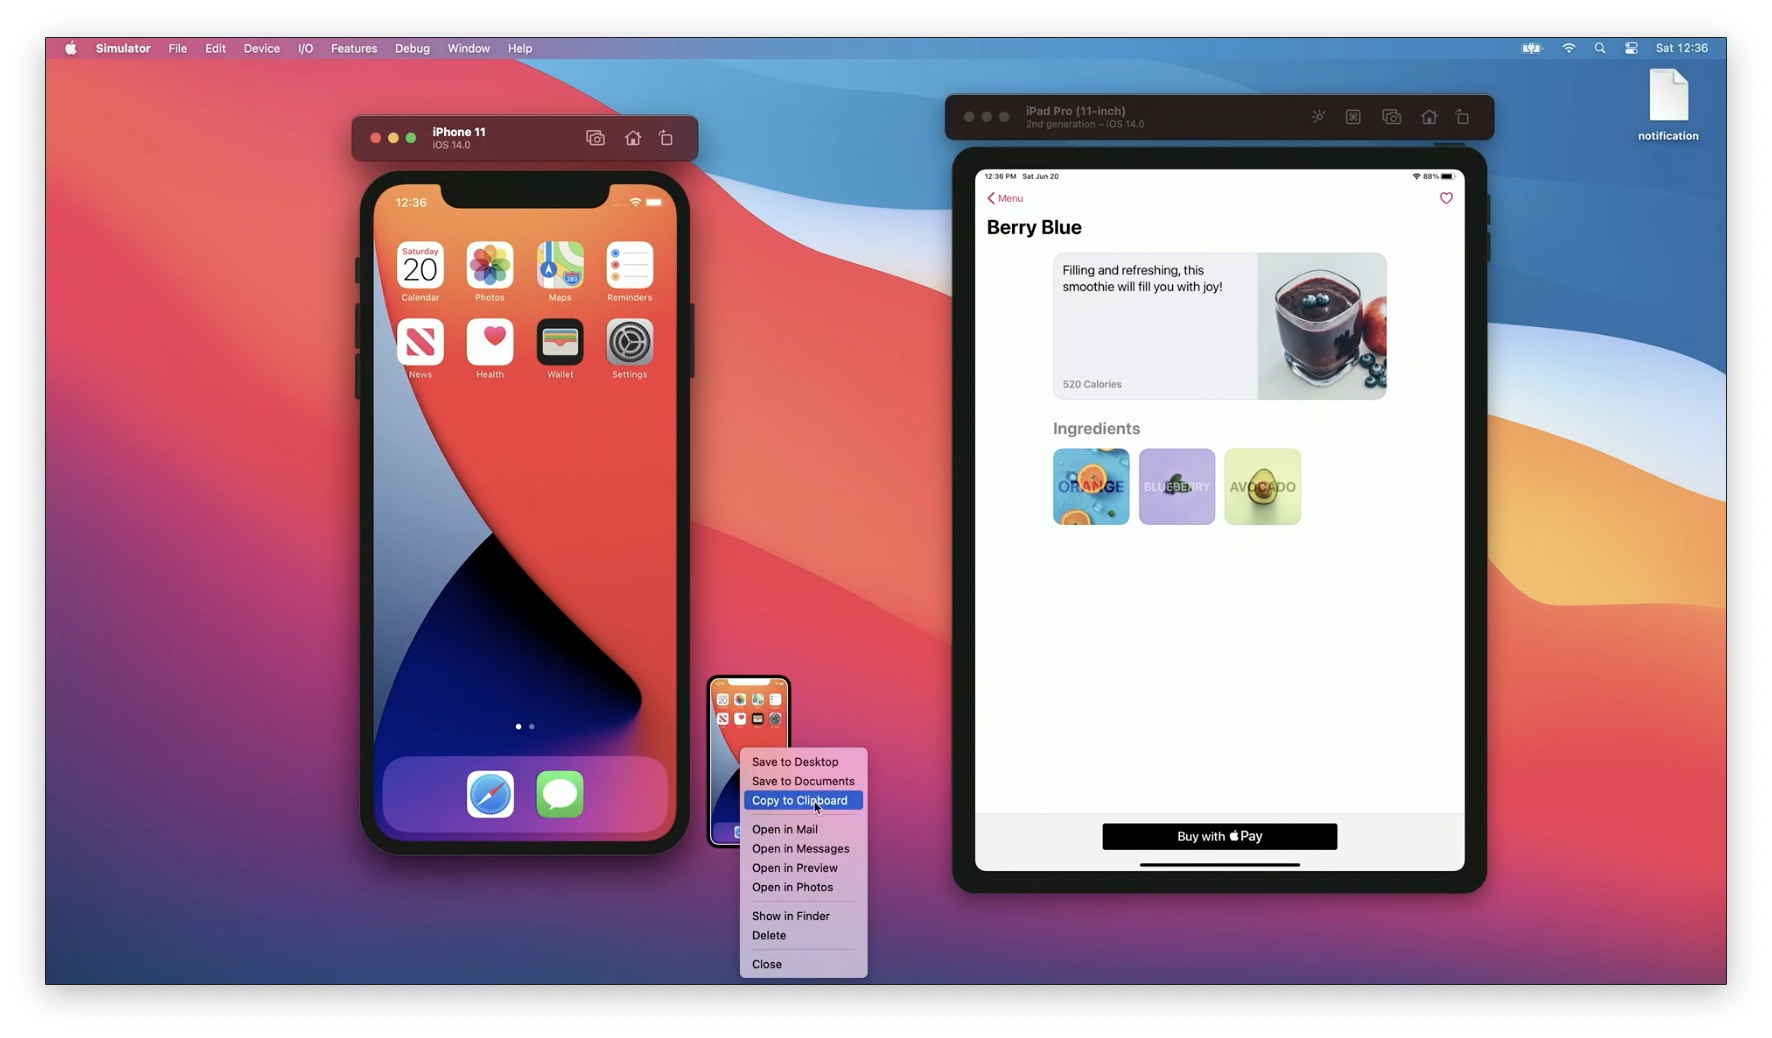 Simulator File Edit Device I/O Features Debug Window Help
Sat 12:36
notification
iPhone 11
iOS 14.0
12:36
Saturday
20
Calendar
Photos
Maps
Reminders
News
Health
Wallet
Settings
Save to Desktop
Save to Documents
Copy to Clipboard
Open in Mail
Open in Messages
Open in Preview
Open in Photos
Show in Finder
Delete
Close
iPad Pro (11-inch)
2nd generation – iOS 14.0
12:36 PM Sat Jun 20
88%
Menu
Berry Blue
Filling and refreshing, this
smoothie will fill you with joy!
520 Calories
Ingredients
ORANGE
BLUEBERRY
AVOCADO
Buy with Pay